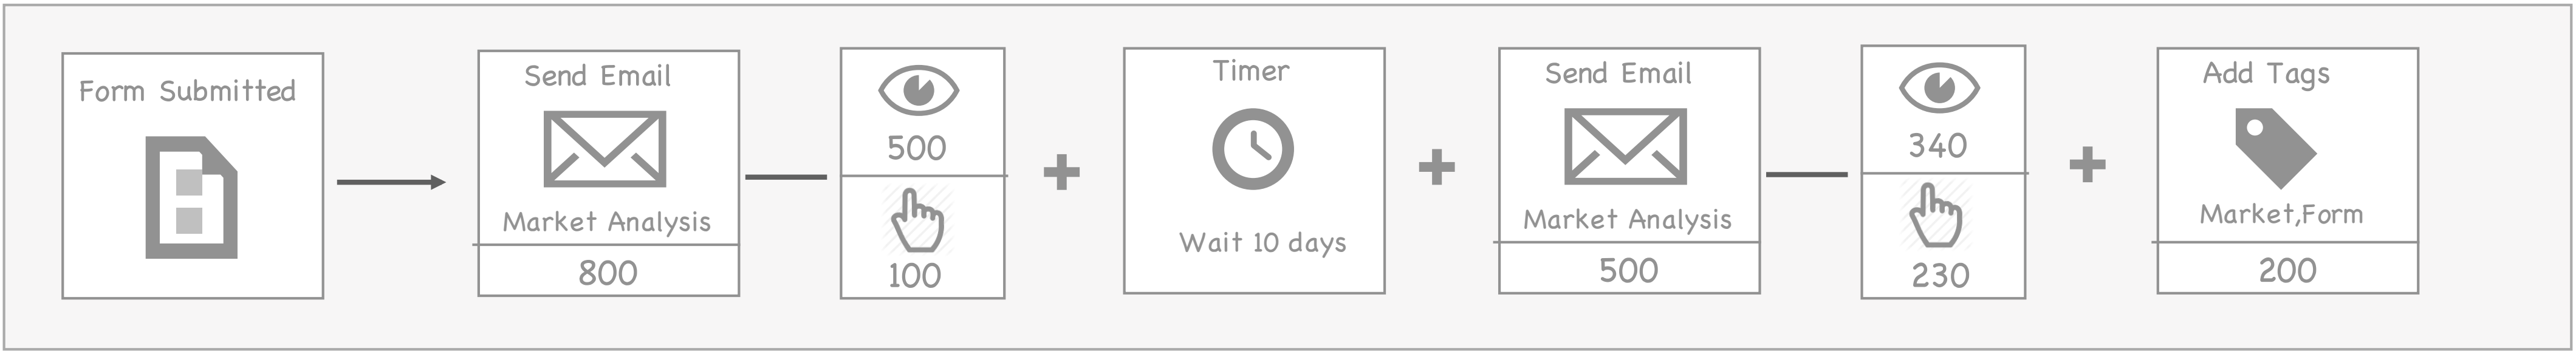 Form Submitted
Send Email
Market Analysis
800
500
100
Timer
Wait 10 days
Send Email
Market Analysis
500
340
230
Add Tags
Market,Form
200